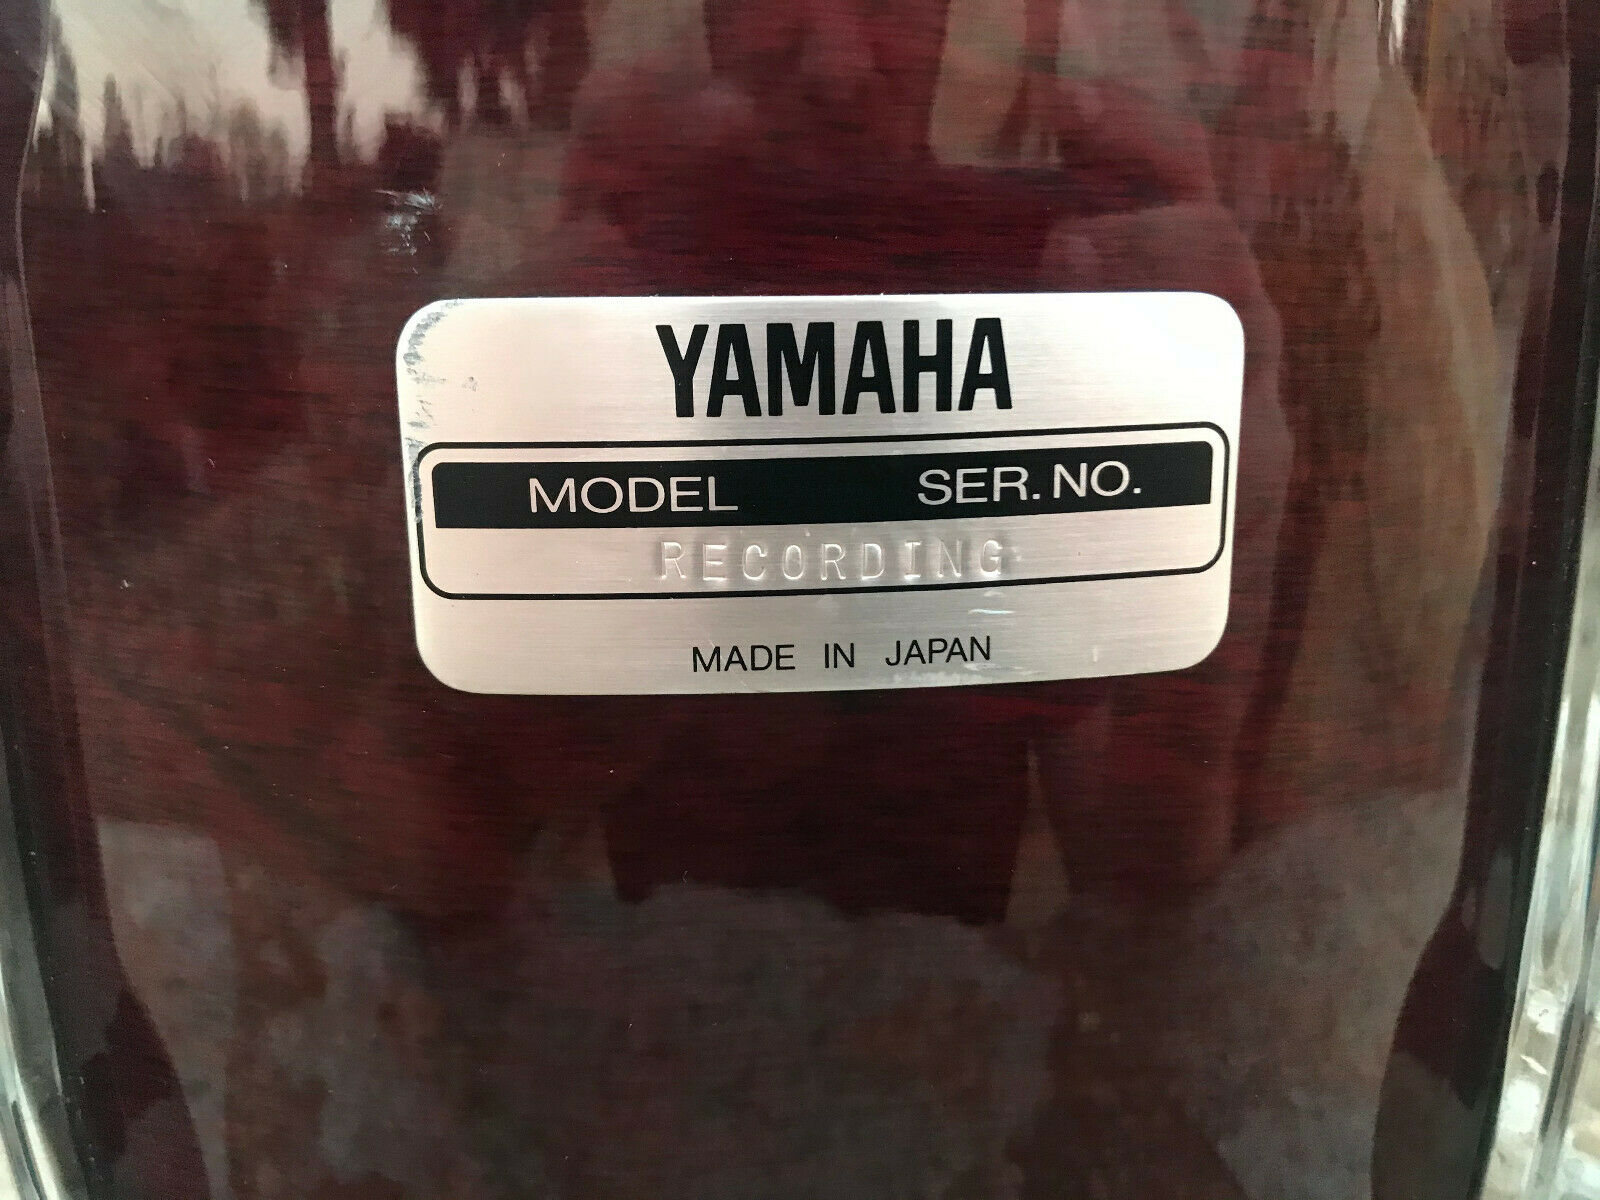 YAMAHA
MODEL SER. NO.
RECORDING
MADE IN JAPAN